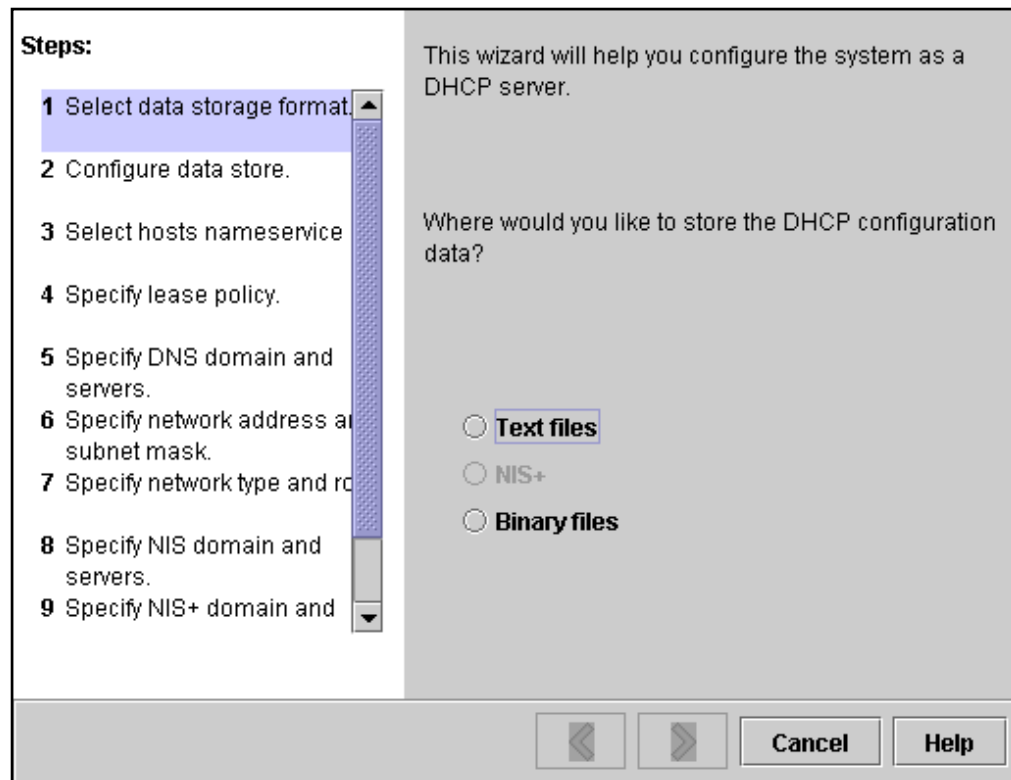 Steps:
1 Select data storage format.
2 Configure data store.
3 Select hosts nameservice
4 Specify lease policy.
5 Specify DNS domain and
servers.
6 Specify network address
subnet mask.
7 Specify network type and
8 Specify NIS domain and
servers.
9 Specify NIS+ domain and
This wizard will help you configure the system as a
DHCP server.
Where would you like to store the DHCP configuration
data?
Text files
NIS+
Binary files
Cancel
Help